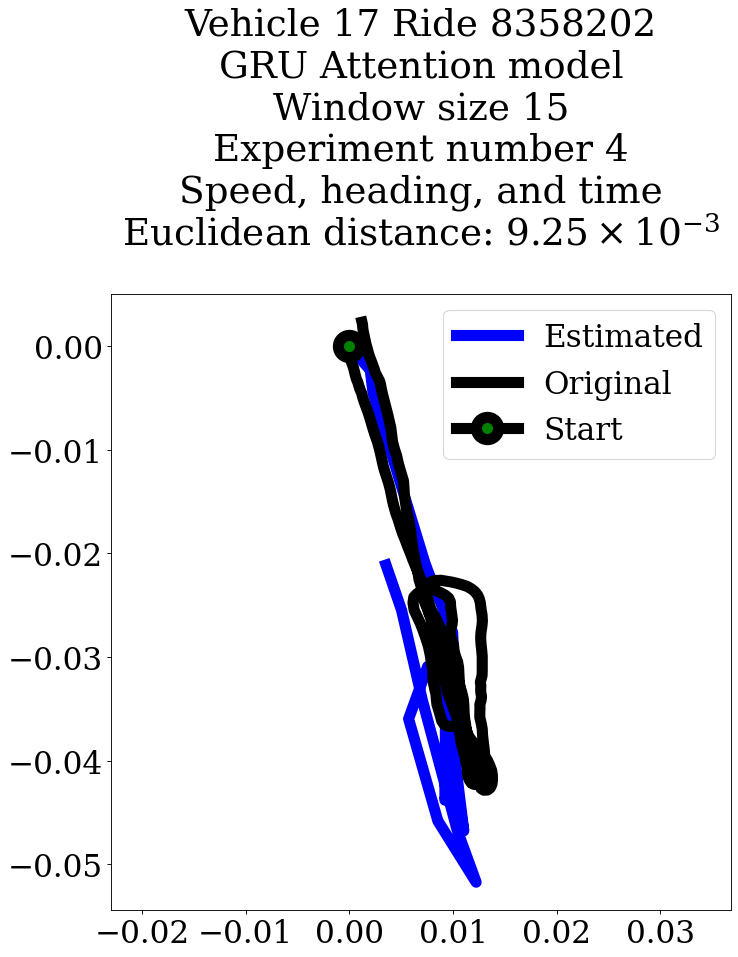 Vehicle 17 Ride 8358202
GRU Attention model
Window size 15
Experiment number 4
Speed, heading, and time
Euclidean distance: 9.25 × 10⁻³
Estimated
Original
Start
0.00
−0.01
−0.02
−0.03
−0.04
−0.05
−0.02 −0.01 0.00 0.01 0.02 0.03